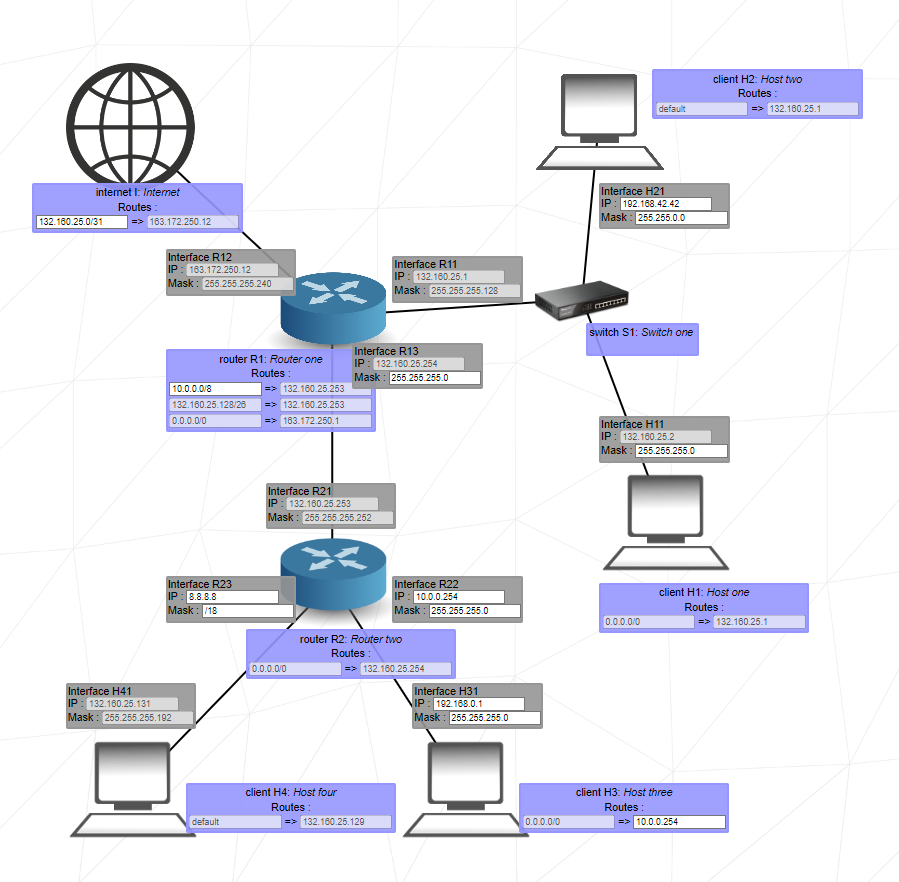 client H2: Host two
Routes :
default => 132.160.25.1
internet I: Internet
Routes :
132.160.25.0/31 => 163.172.250.12
Interface H21
IP : 192.168.42.42
Mask : 255.255.0.0
Interface R12
IP : 163.172.250.12
Mask : 255.255.255.240
Interface R11
IP : 132.160.25.1
Mask : 255.255.255.128
switch S1: Switch one
router R1: Router one
Routes :
10.0.0.0/8 => 132.160.25.253
132.160.25.128/26 => 132.160.25.253
0.0.0.0/0 => 163.172.250.1
Interface R13
IP : 132.160.25.254
Mask : 255.255.255.0
Interface H11
IP : 132.160.25.2
Mask : 255.255.255.0
Interface R21
IP : 132.160.25.253
Mask : 255.255.255.252
Interface R23
IP : 8.8.8.8
Mask : /18
Interface R22
IP : 10.0.0.254
Mask : 255.255.255.0
client H1: Host one
Routes :
0.0.0.0/0 => 132.160.25.1
router R2: Router two
Routes :
0.0.0.0/0 => 132.160.25.254
Interface H41
IP : 132.160.25.131
Mask : 255.255.255.192
Interface H31
IP : 192.168.0.1
Mask : 255.255.255.0
client H4: Host four
Routes :
default => 132.160.25.129
client H3: Host three
Routes :
0.0.0.0/0 => 10.0.0.254